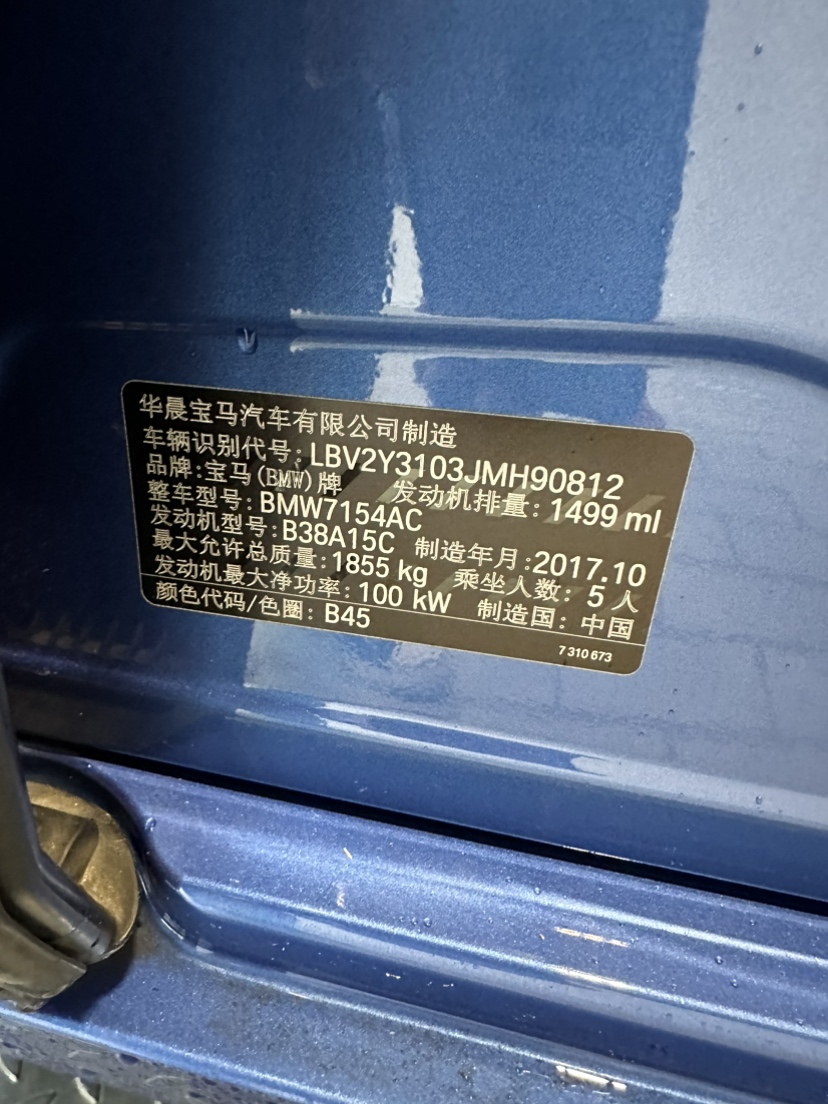 华晨宝马汽车有限公司制造
车辆识别代号: LBV2Y3103JMH90812
品牌: 宝马(BMW)牌 发动机排量: 1499 ml
整车型号: BMW7154AC
发动机型号: B38A15C 制造年月: 2017.10
最大允许总质量: 1855 kg 乘坐人数: 5 人
发动机最大净功率: 100 kW 制造国: 中国
颜色代码/色圈: B45
7 310 673